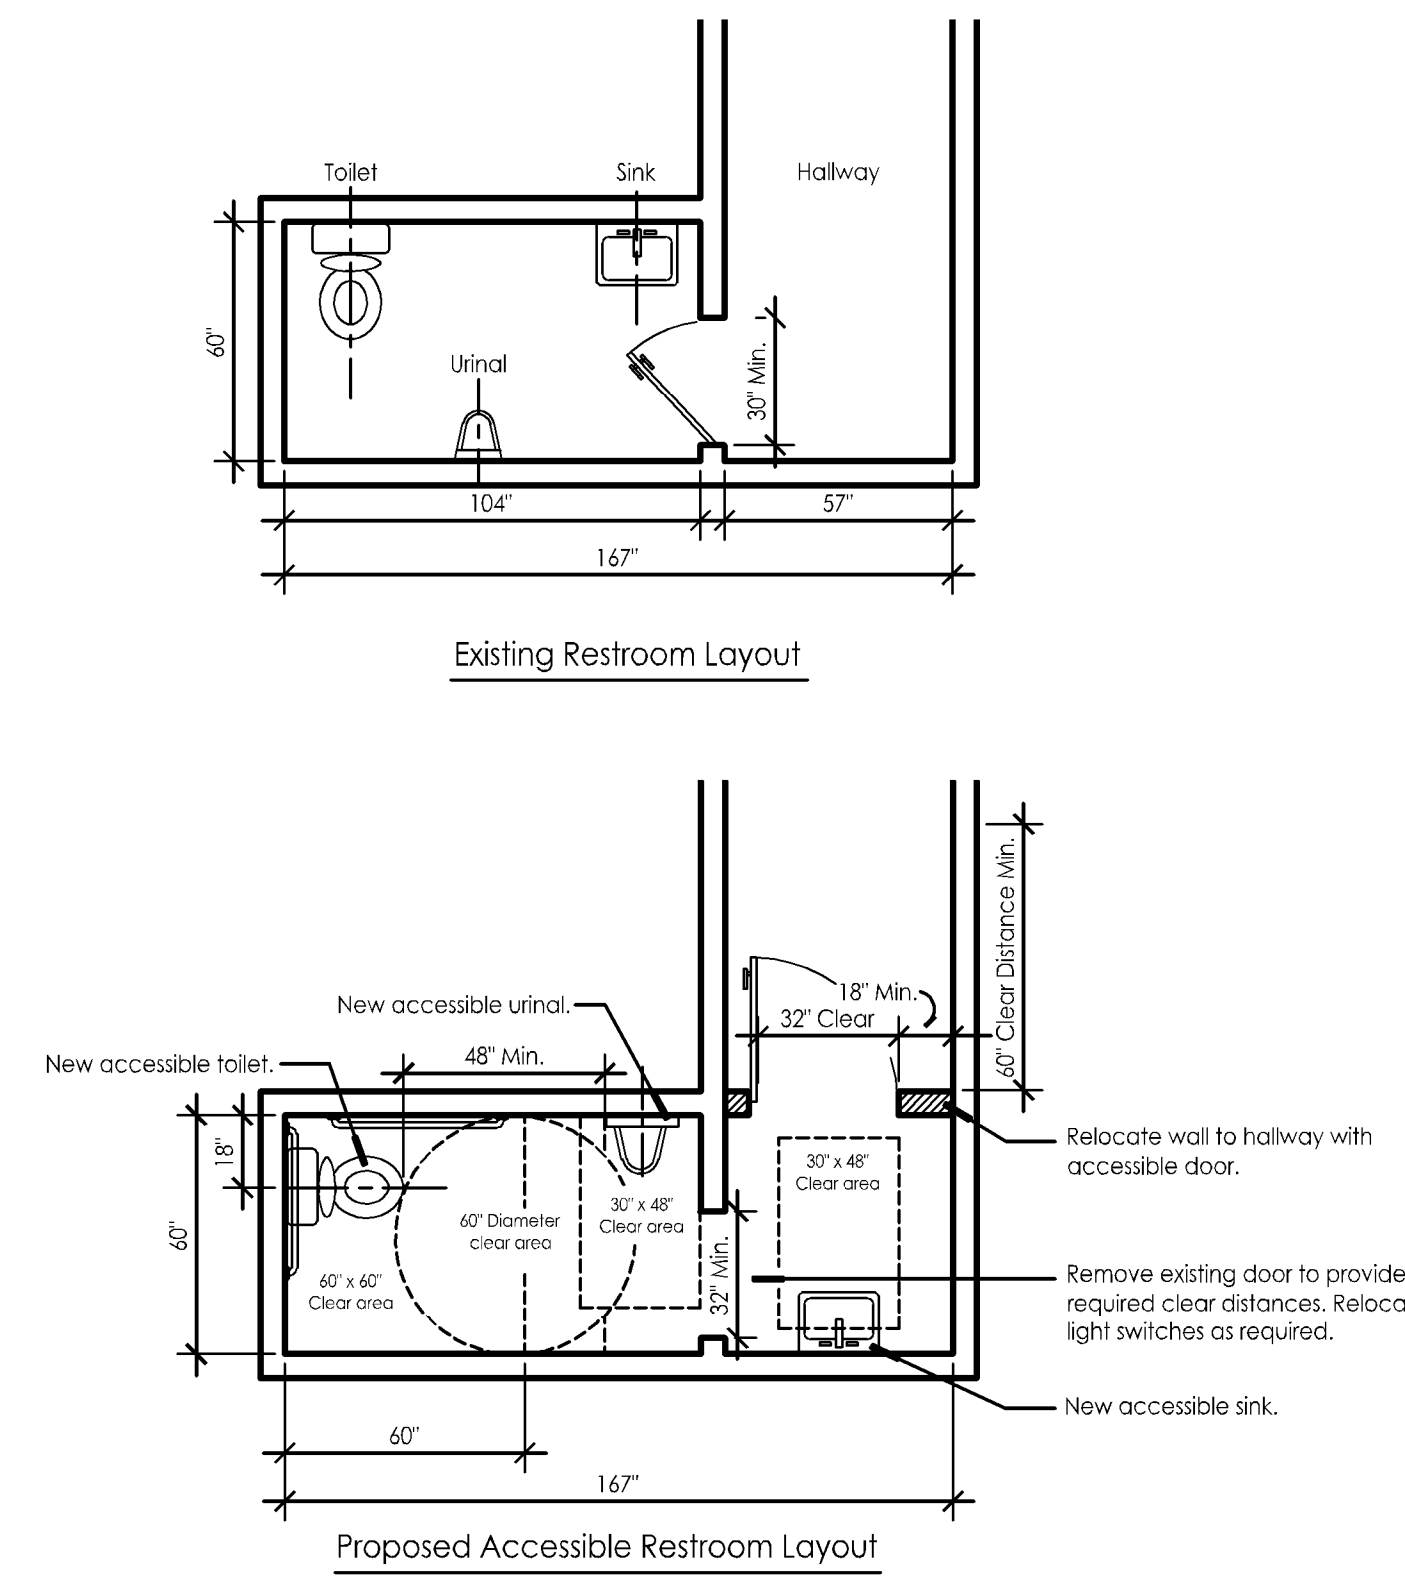 Toilet
Sink
Hallway
60"
Urinal
30" Min.
104"
57"
167"
Existing Restroom Layout
60" Clear Distance Min.
18" Min.
32" Clear
New accessible urinal.
48" Min.
New accessible toilet.
18"
60"
Relocate wall to hallway with
accessible door.
30" x 48"
Clear area
30" x 48"
Clear area
60" Diameter
clear area
60" x 60"
Clear area
32" Min.
Remove existing door to provide
required clear distances. Reloca
light switches as required.
New accessible sink.
60"
167"
Proposed Accessible Restroom Layout